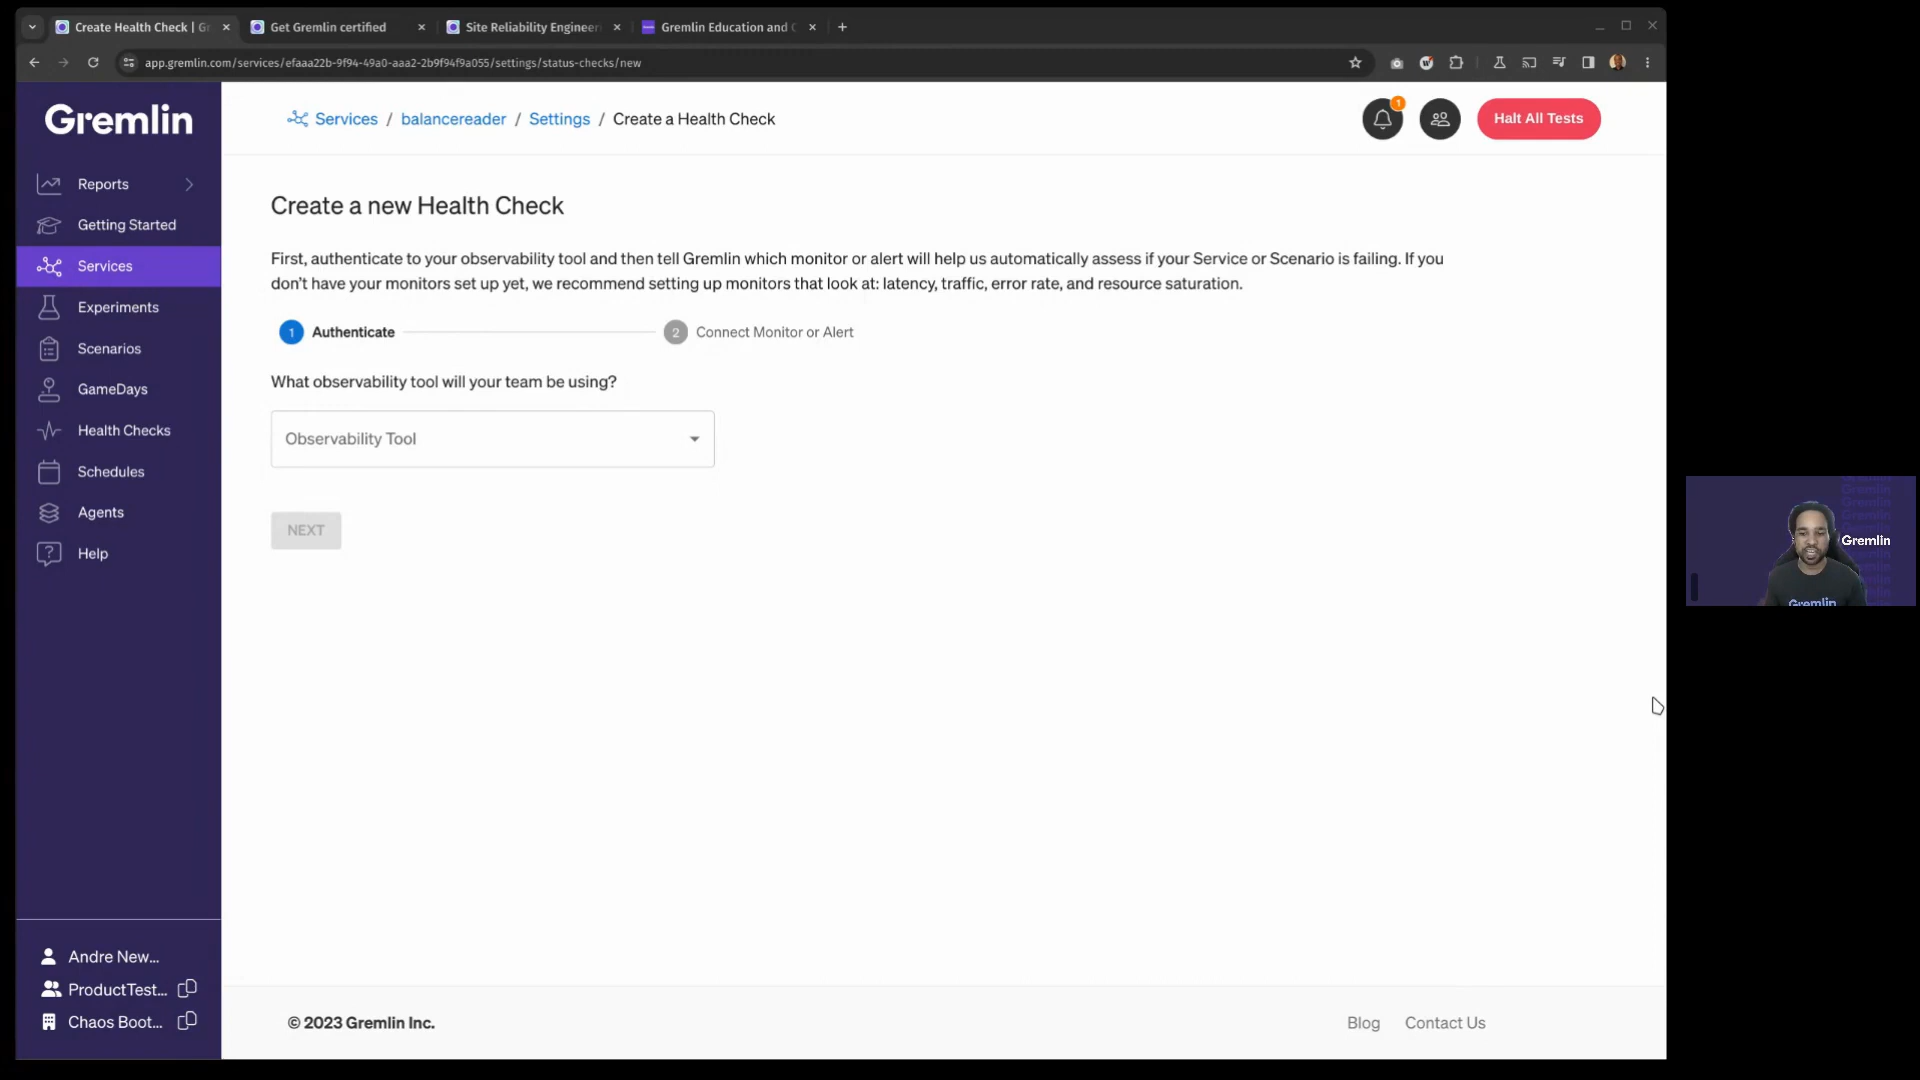 Create Health Check | Gr
Get Gremlin certified
Site Reliability Engineer
Gremlin Education and C
app.gremlin.com/services/efaaa22b-9f94-49a0-aaa2-2b9f94f9a055/settings/status-checks/new
Gremlin
Services / balancereader / Settings / Create a Health Check
1
Halt All Tests
Reports
Getting Started
Services
Experiments
Scenarios
GameDays
Health Checks
Schedules
Agents
Help
Create a new Health Check
First, authenticate to your observability tool and then tell Gremlin which monitor or alert will help us automatically assess if your Service or Scenario is failing. If you
don't have your monitors set up yet, we recommend setting up monitors that look at: latency, traffic, error rate, and resource saturation.
1 Authenticate
2 Connect Monitor or Alert
What observability tool will your team be using?
Observability Tool
NEXT
Gremlin
Gremlin
Andre New...
ProductTest...
Chaos Boot...
© 2023 Gremlin Inc.
Blog
Contact Us